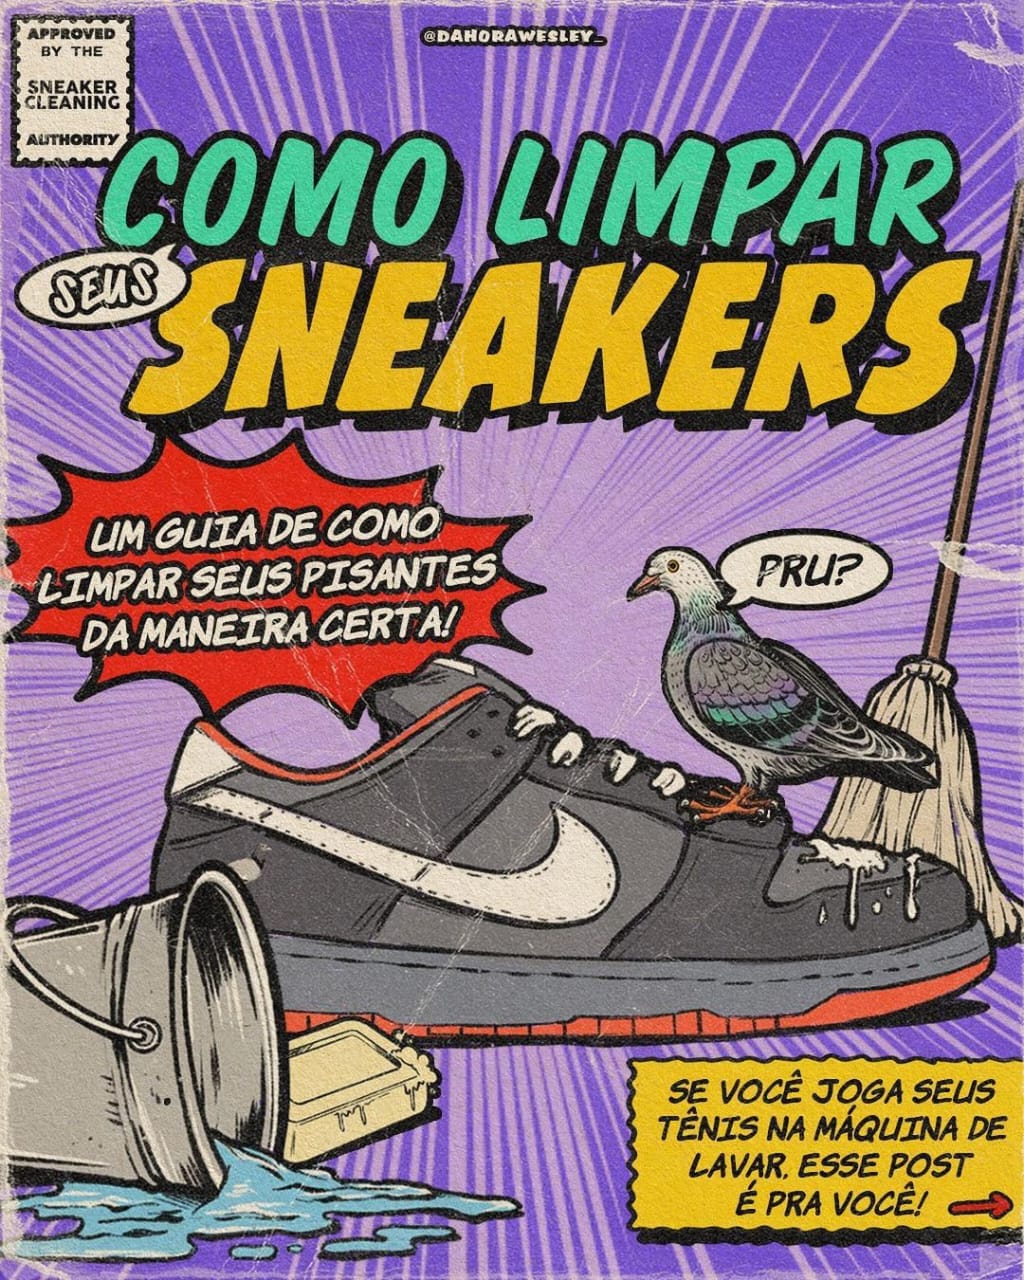 APPROVED
BY THE
SNEAKER
CLEANING
AUTHORITY
@DAHORAWESLEY_
COMO LIMPAR
SEUS
SNEAKERS
UM GUIA DE COMO
LIMPAR SEUS PISANTES
DA MANEIRA CERTA!
PRU?
SE VOCÊ JOGA SEUS
TÊNIS NA MÁQUINA DE
LAVAR, ESSE POST
É PRA VOCÊ!